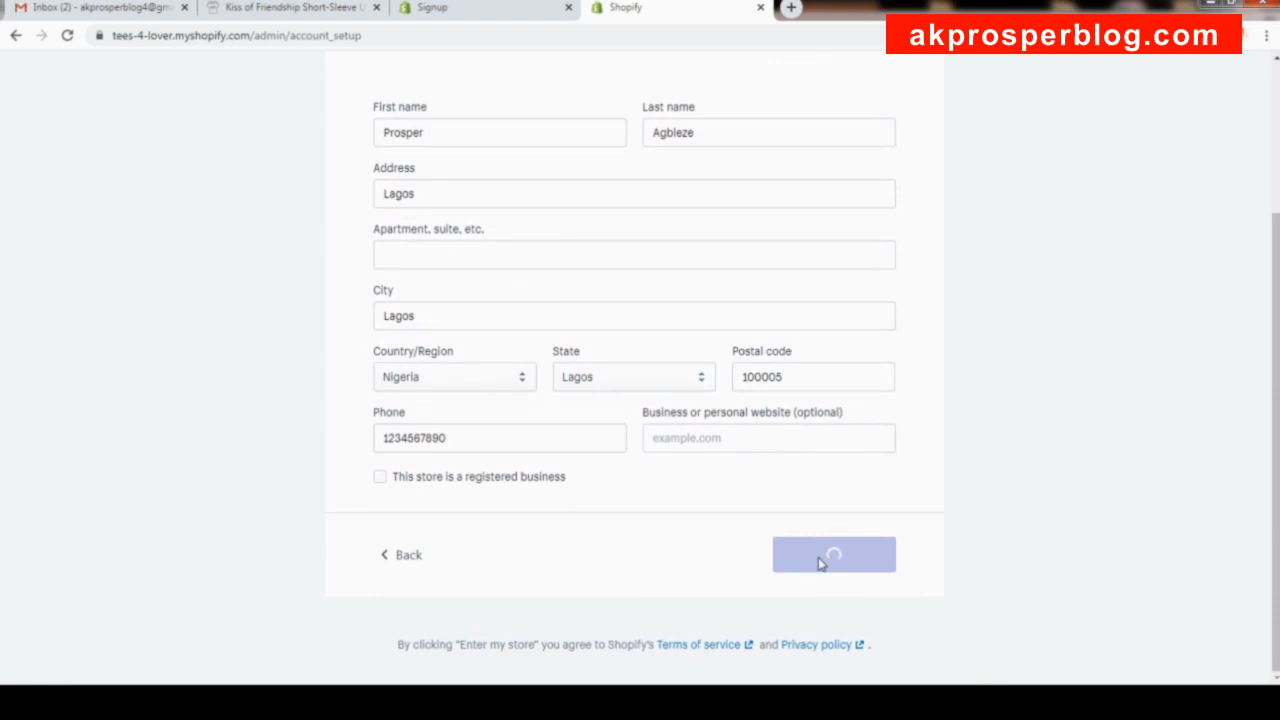 Inbox (2) - akprosperblog4@gm
Kiss of Friendship Short-Sleeve U
Signup
Shopify
tees-4-lover.myshopify.com/admin/account_setup
akprosperblog.com
First name
Last name
Prosper
Agbleze
Address
Lagos
Apartment, suite, etc.
City
Lagos
Country/Region
State
Postal code
Nigeria
Lagos
100005
Phone
Business or personal website (optional)
1234567890
example.com
This store is a registered business
Back
By clicking "Enter my store" you agree to Shopify's Terms of service and Privacy policy .